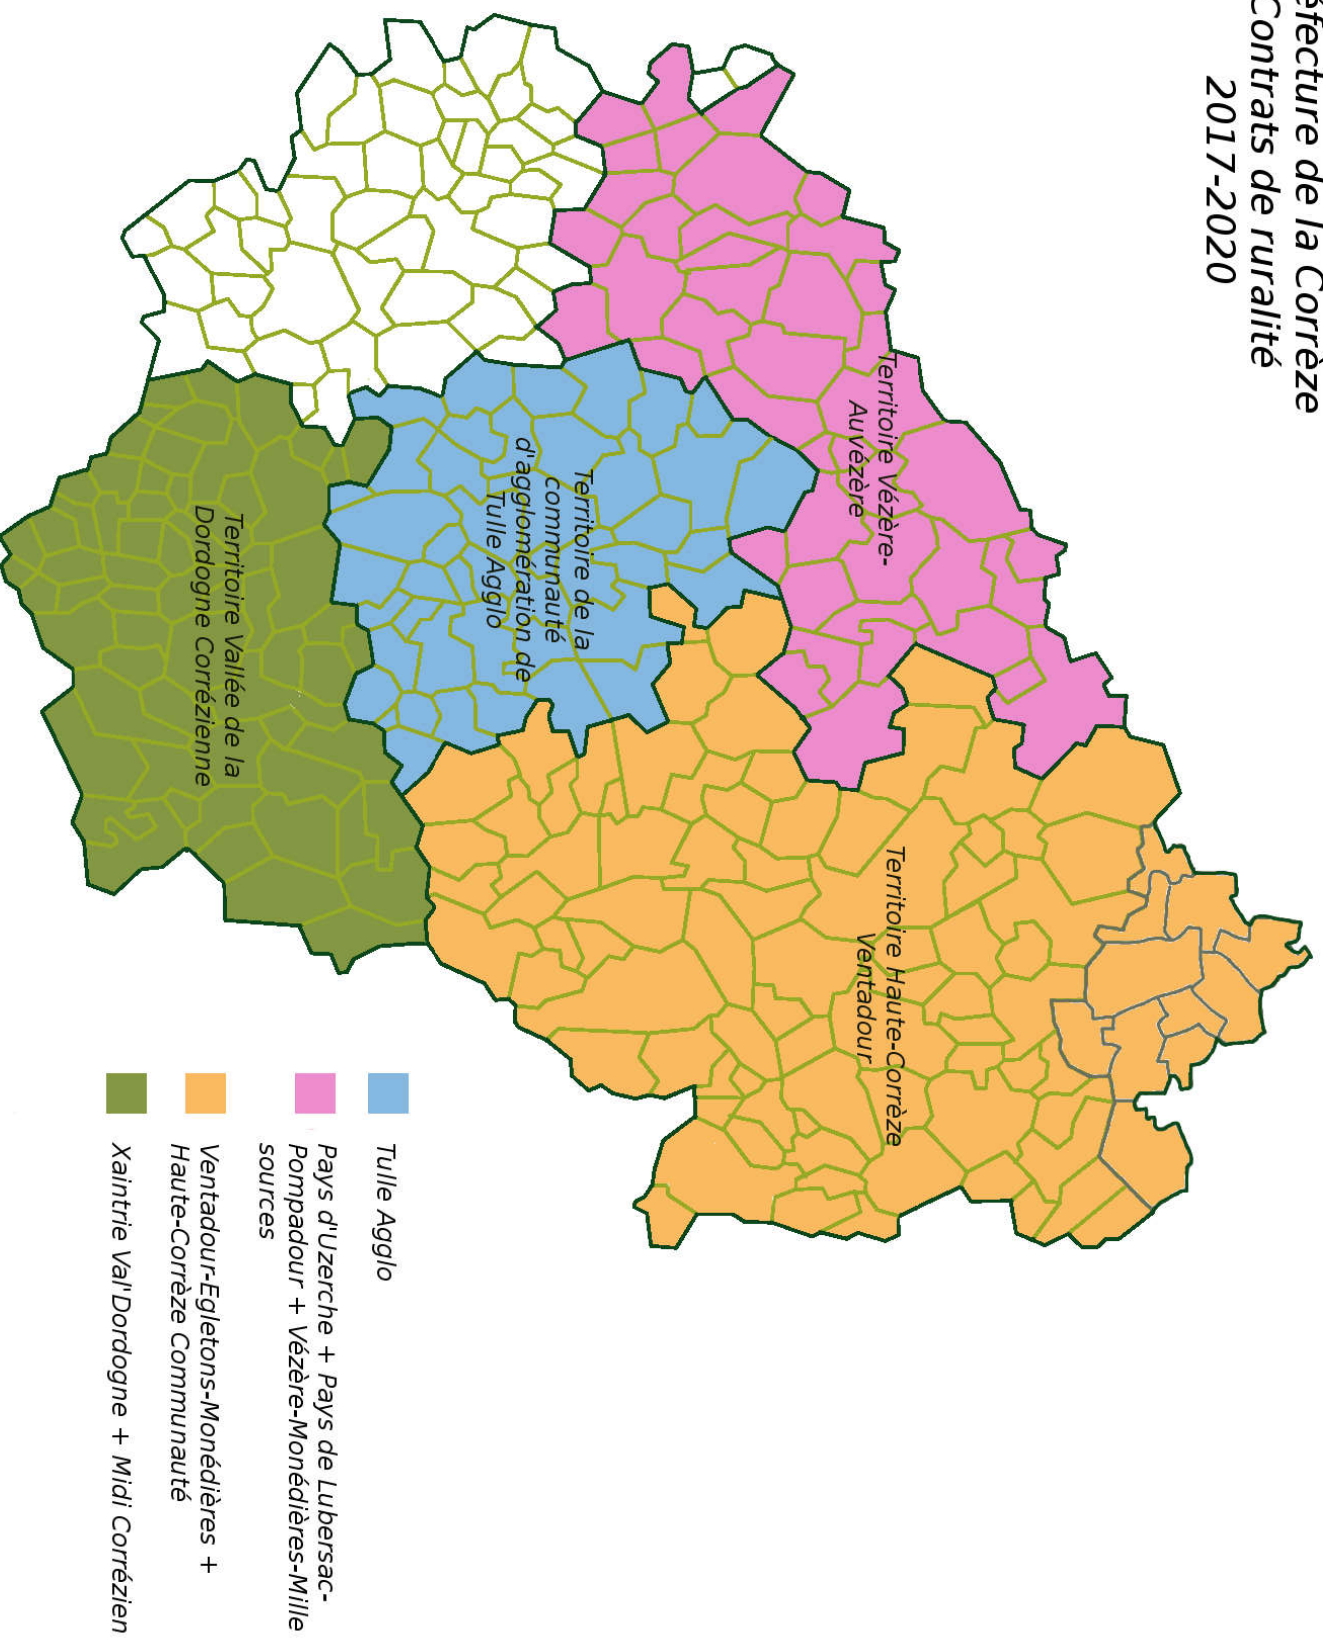 éfecture de la Corrèze
Contrats de ruralité
2017-2020
Territoire Vézère-
Auvézère
Territoire Haute-Corrèze
Ventadour
Territoire de la
communauté
d'agglomération de
Tulle Agglo
Territoire Vallée de la
Dordogne Corrézienne
Tulle Agglo
Pays d'Uzerche + Pays de Lubersac-
Pompadour + Vézère-Monédières-Mille
sources
Ventadour-Egletons-Monédières +
Haute-Corrèze Communauté
Xaintrie Val'Dordogne + Midi Corrézien